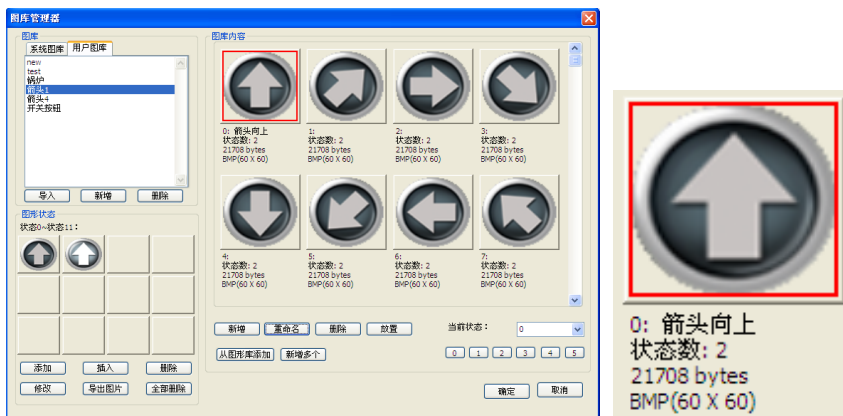 图库管理器
图库
系统图库 用户图库
new
test
锅炉
箭头1
箭头4
开关按钮
导入 新增 删除
图形状态
状态0~状态11：
添加 插入 删除
修改 导出图片 全部删除
图库内容
0: 箭头向上
状态数: 2
21708 bytes
BMP(60 X 60)
1:
状态数: 2
21708 bytes
BMP(60 X 60)
2:
状态数: 2
21708 bytes
BMP(60 X 60)
3:
状态数: 2
21708 bytes
BMP(60 X 60)
4:
状态数: 2
21708 bytes
BMP(60 X 60)
5:
状态数: 2
21708 bytes
BMP(60 X 60)
6:
状态数: 2
21708 bytes
BMP(60 X 60)
7:
状态数: 2
21708 bytes
BMP(60 X 60)
新增 重命名 删除 放置 当前状态： 0
从图形库添加 新增多个 0 1 2 3 4 5
确定 取消
0: 箭头向上
状态数: 2
21708 bytes
BMP(60 X 60)